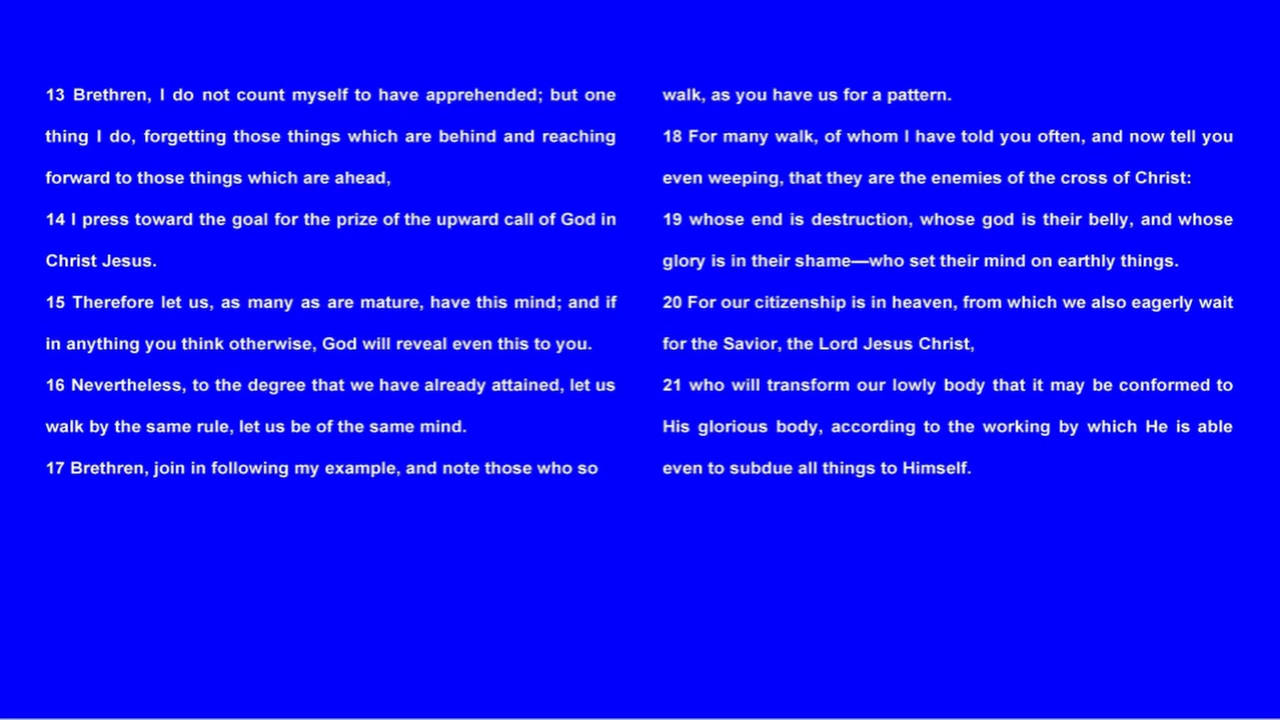 13 Brethren, I do not count myself to have apprehended; but one
thing I do, forgetting those things which are behind and reaching
forward to those things which are ahead,
14 I press toward the goal for the prize of the upward call of God in
Christ Jesus.
15 Therefore let us, as many as are mature, have this mind; and if
in anything you think otherwise, God will reveal even this to you.
16 Nevertheless, to the degree that we have already attained, let us
walk by the same rule, let us be of the same mind.
17 Brethren, join in following my example, and note those who so
walk, as you have us for a pattern.
18 For many walk, of whom I have told you often, and now tell you
even weeping, that they are the enemies of the cross of Christ:
19 whose end is destruction, whose god is their belly, and whose
glory is in their shame—who set their mind on earthly things.
20 For our citizenship is in heaven, from which we also eagerly wait
for the Savior, the Lord Jesus Christ,
21 who will transform our lowly body that it may be conformed to
His glorious body, according to the working by which He is able
even to subdue all things to Himself.